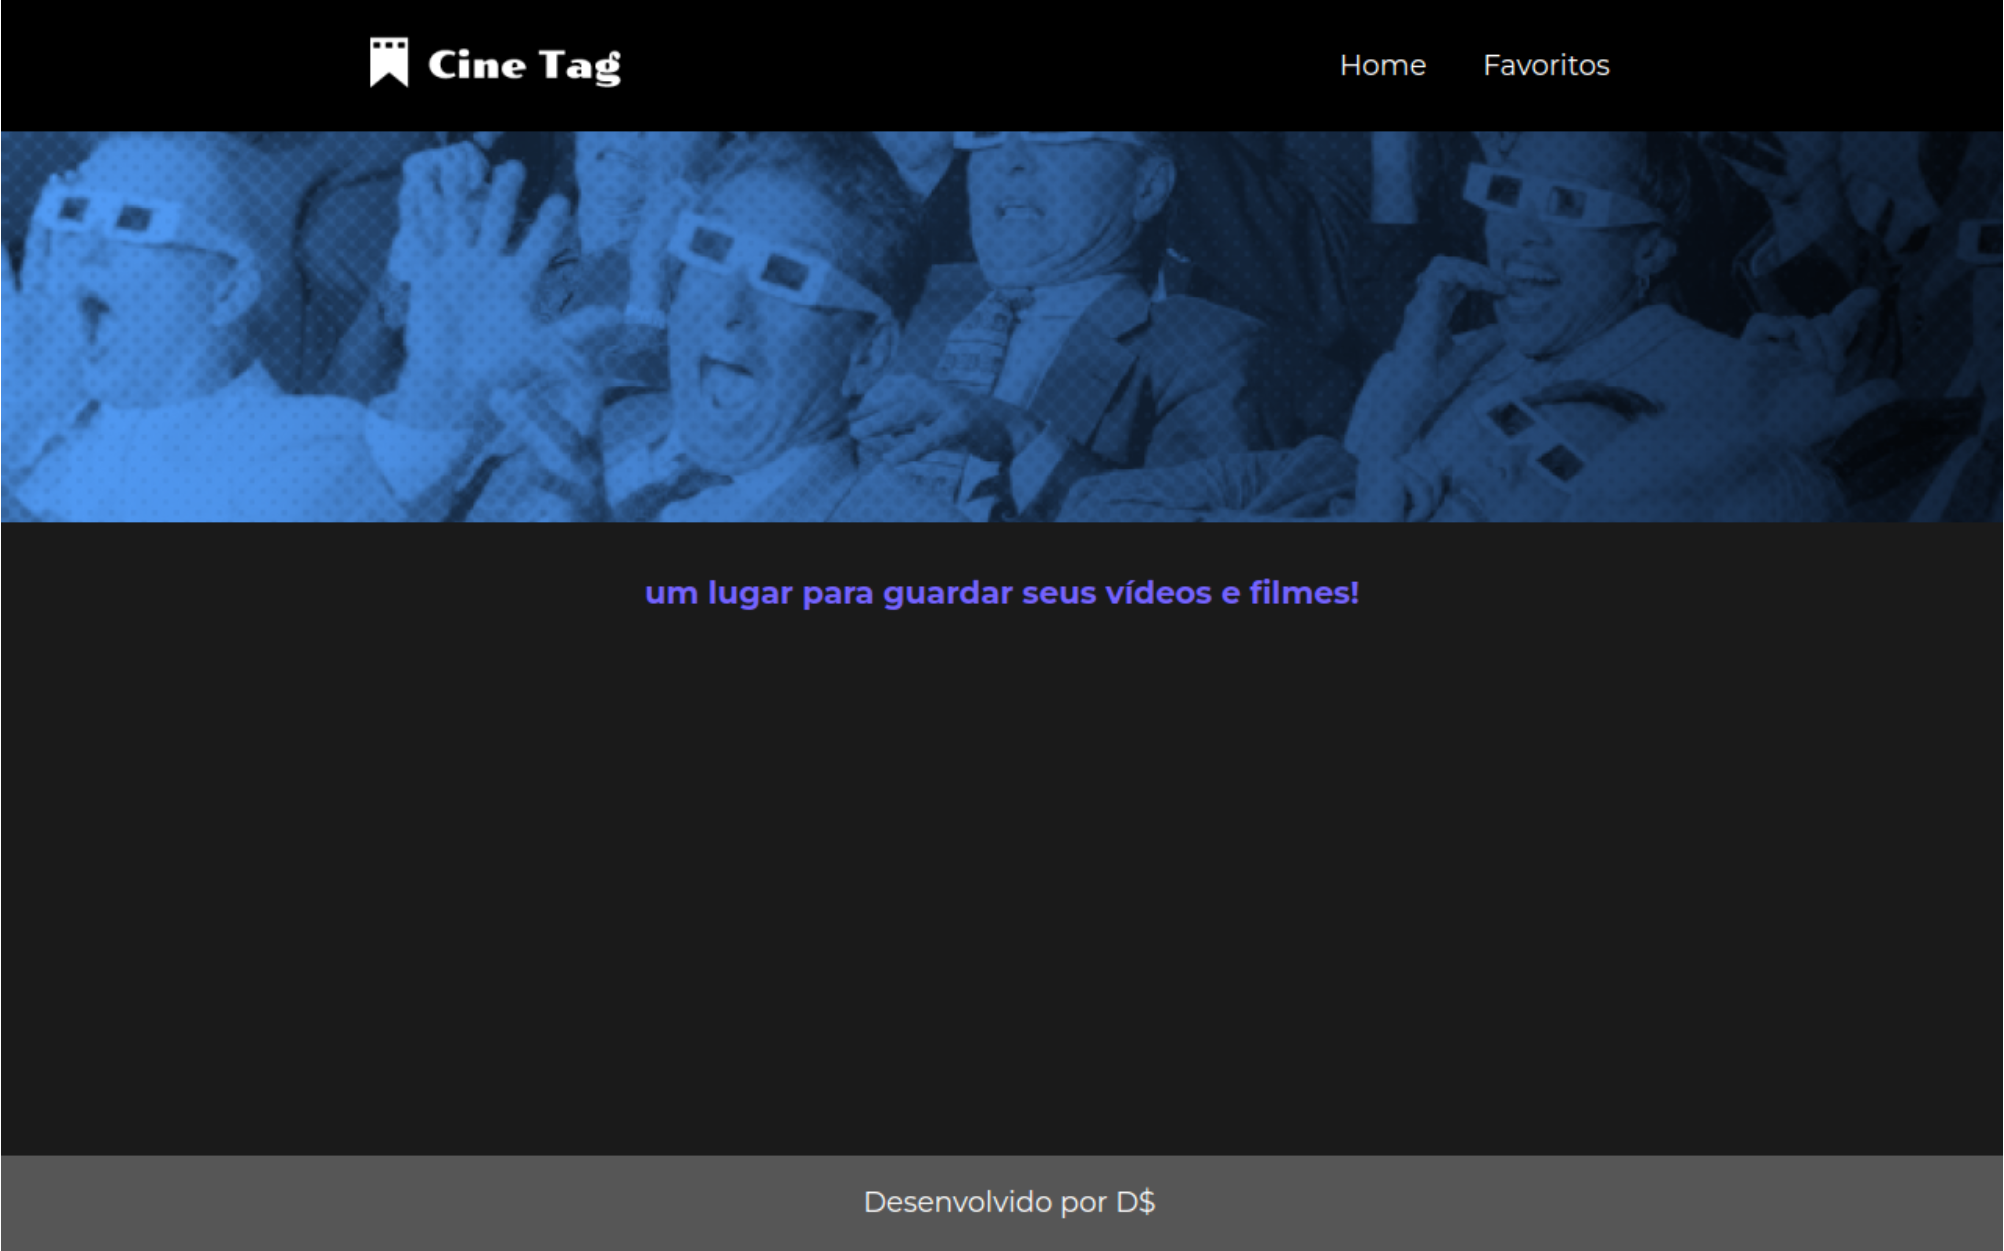 Cine Tag
Home Favoritos
um lugar para guardar seus vídeos e filmes!
Desenvolvido por D$